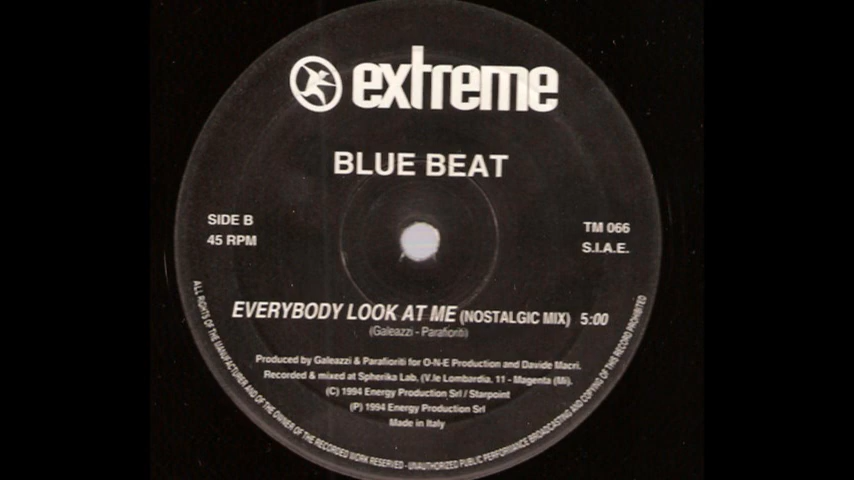 extreme
BLUE BEAT
SIDE B
45 RPM
TM 066
S.I.A.E.
EVERYBODY LOOK AT ME (NOSTALGIC MIX) 5:00
(Galeazzi - Parafioriti)
Produced by Galeazzi & Parafioriti for O-N-E Production and Davide Macrì.
Recorded & mixed at Spherika Lab, (V.le Lombardia, 11 - Magenta (Mi).
(C) 1994 Energy Production Srl / Starpoint
(P) 1994 Energy Production Srl
Made in Italy
ALL RIGHTS OF THE MANUFACTURER AND OF THE OWNER OF THE RECORDED WORK RESERVED - UNAUTHORIZED PUBLIC PERFORMANCE BROADCASTING AND COPYING OF THIS RECORD PROHIBITED